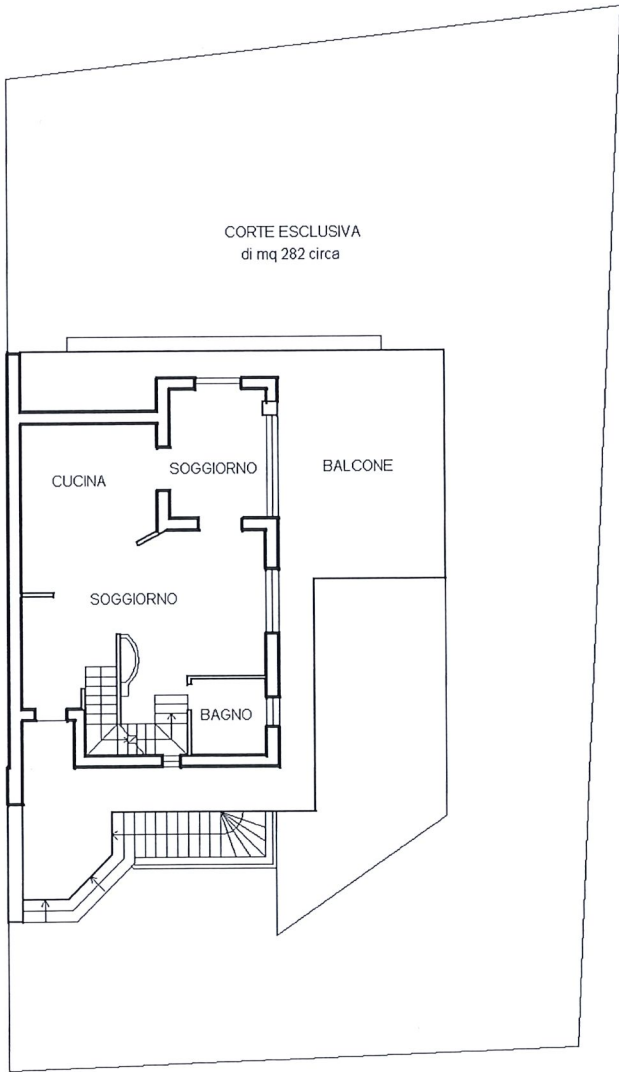 CORTE ESCLUSIVA
di mq 282 circa
SOGGIORNO
BALCONE
CUCINA
SOGGIORNO
BAGNO